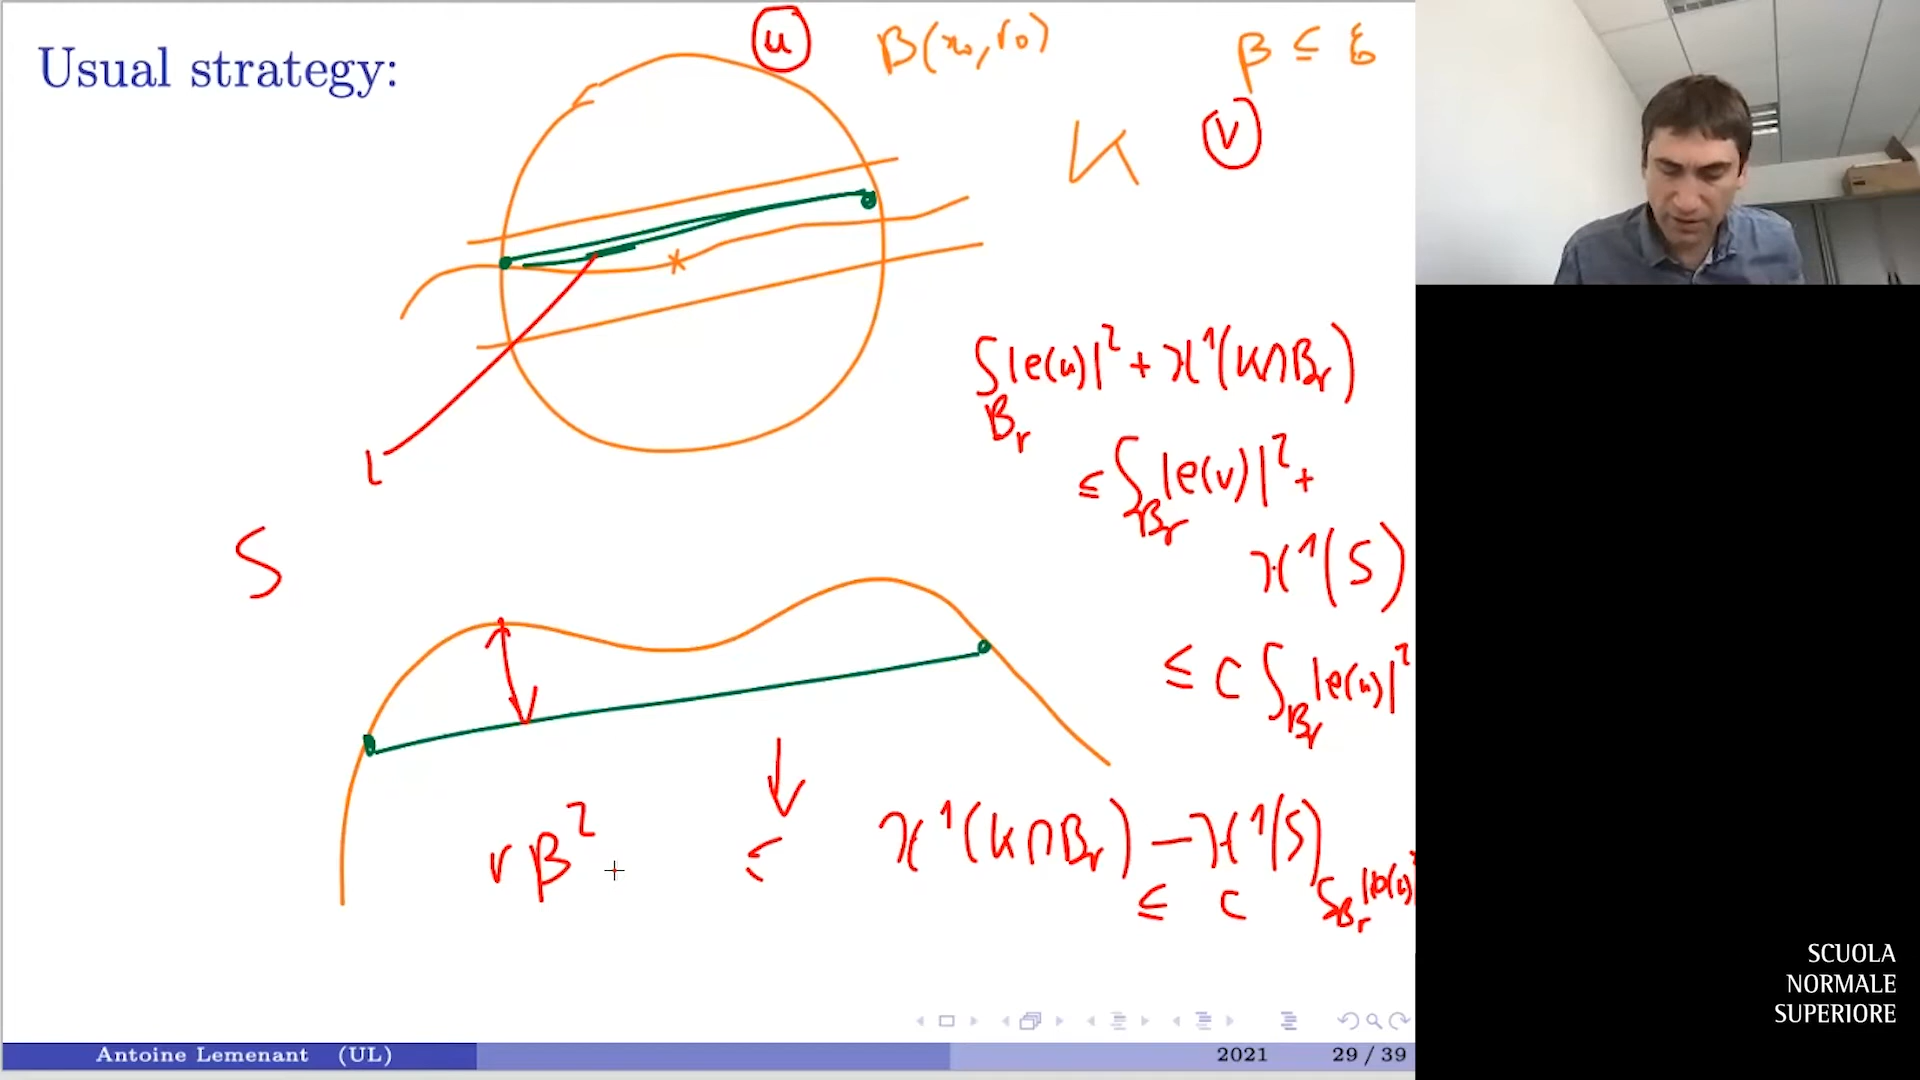 Usual strategy:
u
B(x₀, r₀)
β ≤ ε
K
V
∫_{B_r} |e(u)|² + H¹(K∩B_r)
≤ ∫_{B_r} |e(v)|² +
H¹(S)
L
S
≤ C ∫_{B_r} |e(u)|²
rβ² ≤ H¹(K∩B_r) − H¹(S)
≤ C
SCUOLA
NORMALE
SUPERIORE
Antoine Lemenant (UL) 2021 29 / 39